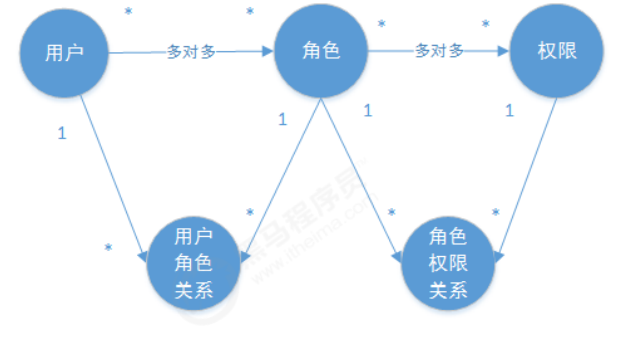 * * * *
用户 多对多 角色 多对多 权限
1 1 1 1
* * * *
用户
角色
关系
角色
权限
关系
黑马程序员
www.itheima.com